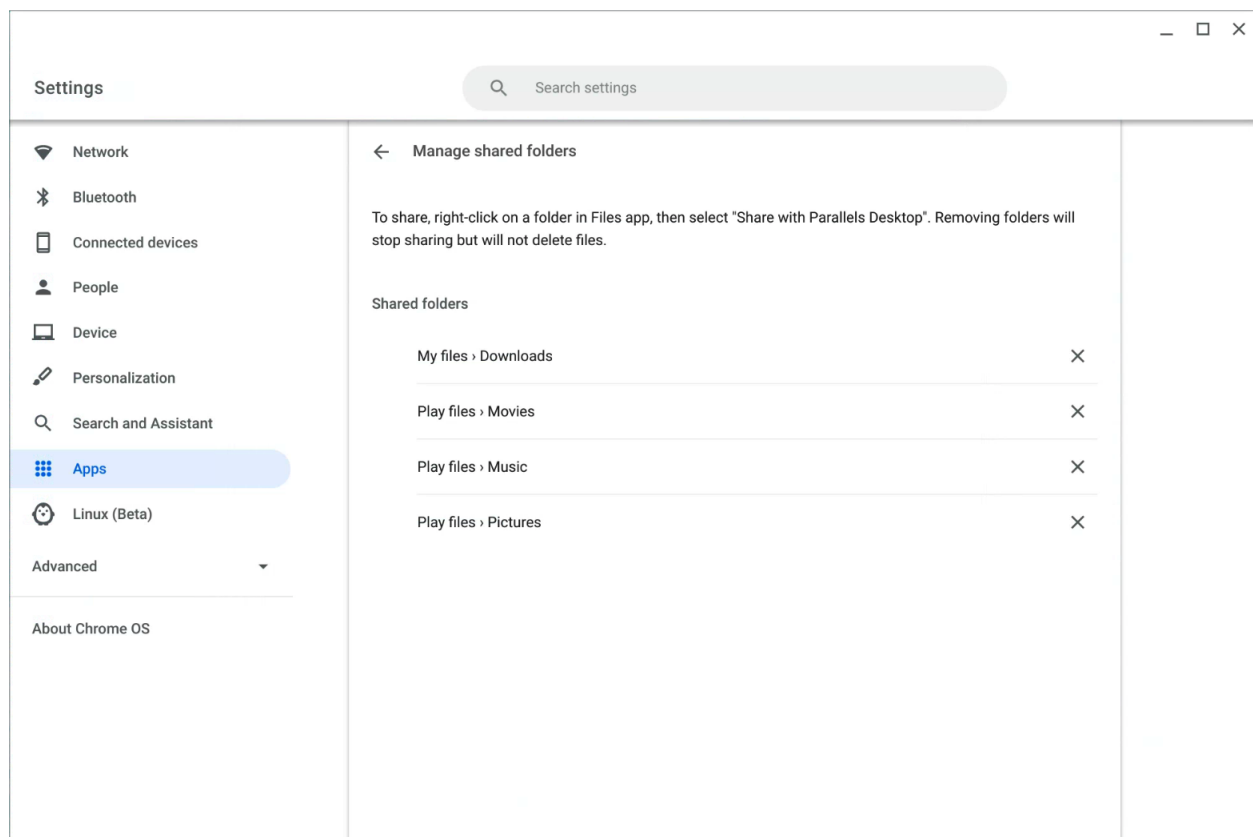 Settings
Search settings
Network
Bluetooth
Connected devices
People
Device
Personalization
Search and Assistant
Apps
Linux (Beta)
Advanced
About Chrome OS
Manage shared folders
To share, right-click on a folder in Files app, then select "Share with Parallels Desktop". Removing folders will
stop sharing but will not delete files.
Shared folders
My files › Downloads
Play files › Movies
Play files › Music
Play files › Pictures